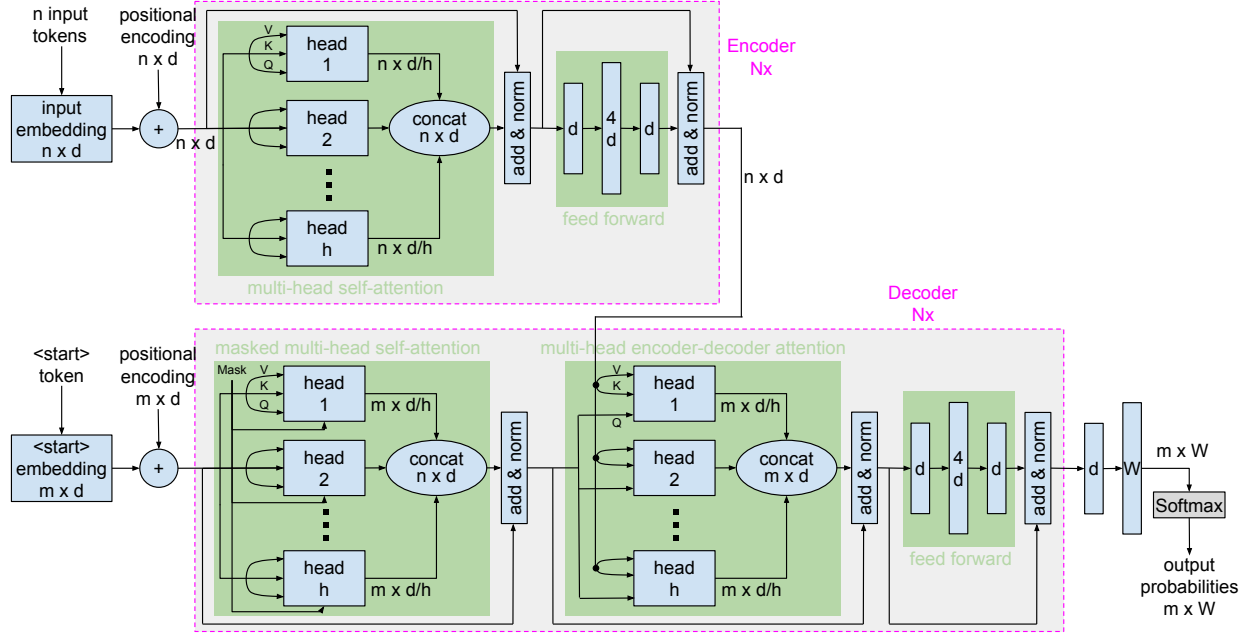 n input
tokens
positional
encoding
n x d
input
embedding
n x d
+
n x d
V
K
Q
head
1
n x d/h
head
2
head
h
n x d/h
concat
n x d
multi-head self-attention
add & norm
d
4
d
d
feed forward
add & norm
Encoder
Nx
n x d
Decoder
Nx
<start>
token
positional
encoding
m x d
<start>
embedding
m x d
+
masked multi-head self-attention
Mask
V
K
Q
head
1
m x d/h
head
2
head
h
m x d/h
concat
n x d
add & norm
multi-head encoder-decoder attention
V
K
Q
head
1
m x d/h
head
2
head
h
m x d/h
concat
m x d
add & norm
d
4
d
d
feed forward
add & norm
d
W
m x W
Softmax
output
probabilities
m x W